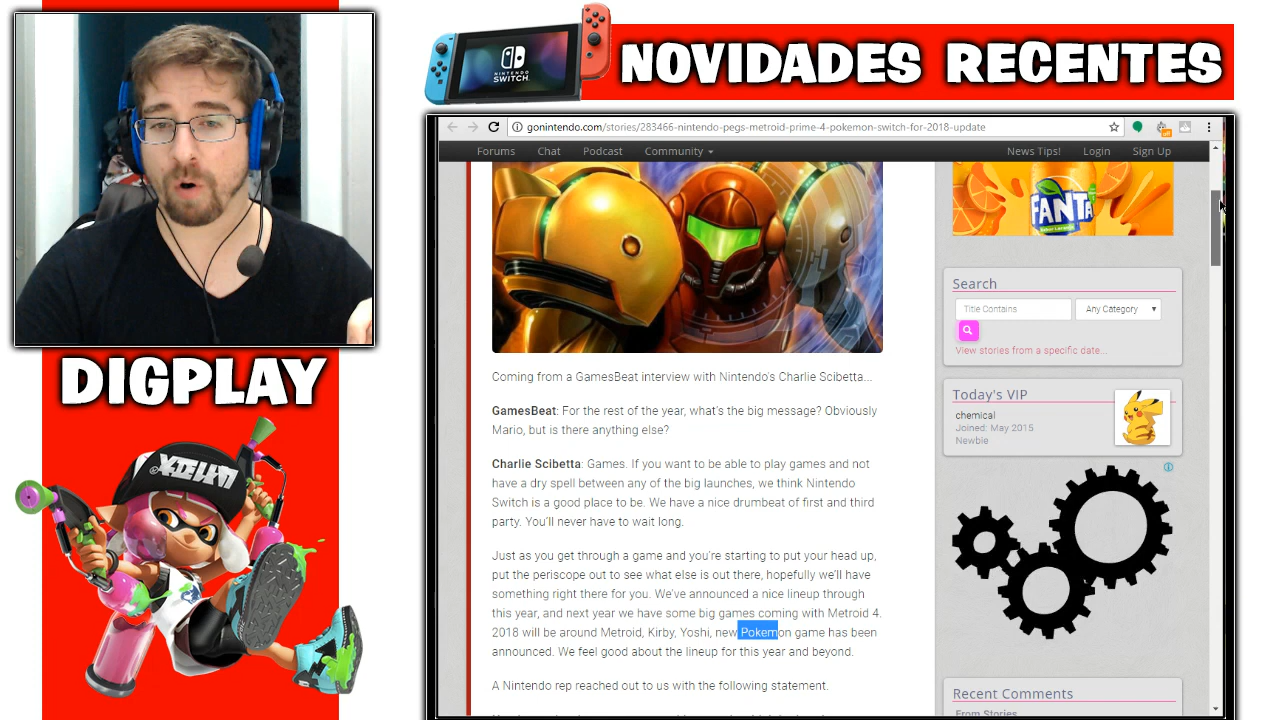 NINTENDO
SWITCH
NOVIDADES RECENTES
gonintendo.com/stories/283466-nintendo-pegs-metroid-prime-4-pokemon-switch-for-2018-update
Forums Chat Podcast Community News Tips! Login Sign Up
FANTA
Search
Title Contains Any Category
View stories from a specific date...
Coming from a GamesBeat interview with Nintendo's Charlie Scibetta...
GamesBeat: For the rest of the year, what's the big message? Obviously
Mario, but is there anything else?
Charlie Scibetta: Games. If you want to be able to play games and not
have a dry spell between any of the big launches, we think Nintendo
Switch is a good place to be. We have a nice drumbeat of first and third
party. You'll never have to wait long.
Just as you get through a game and you're starting to put your head up,
put the periscope out to see what else is out there, hopefully we'll have
something right there for you. We've announced a nice lineup through
this year, and next year we have some big games coming with Metroid 4.
2018 will be around Metroid, Kirby, Yoshi, new Pokemon game has been
announced. We feel good about the lineup for this year and beyond.
A Nintendo rep reached out to us with the following statement.
Today's VIP
chemical
Joined: May 2015
Newbie
Recent Comments
From Stories
DIGPLAY